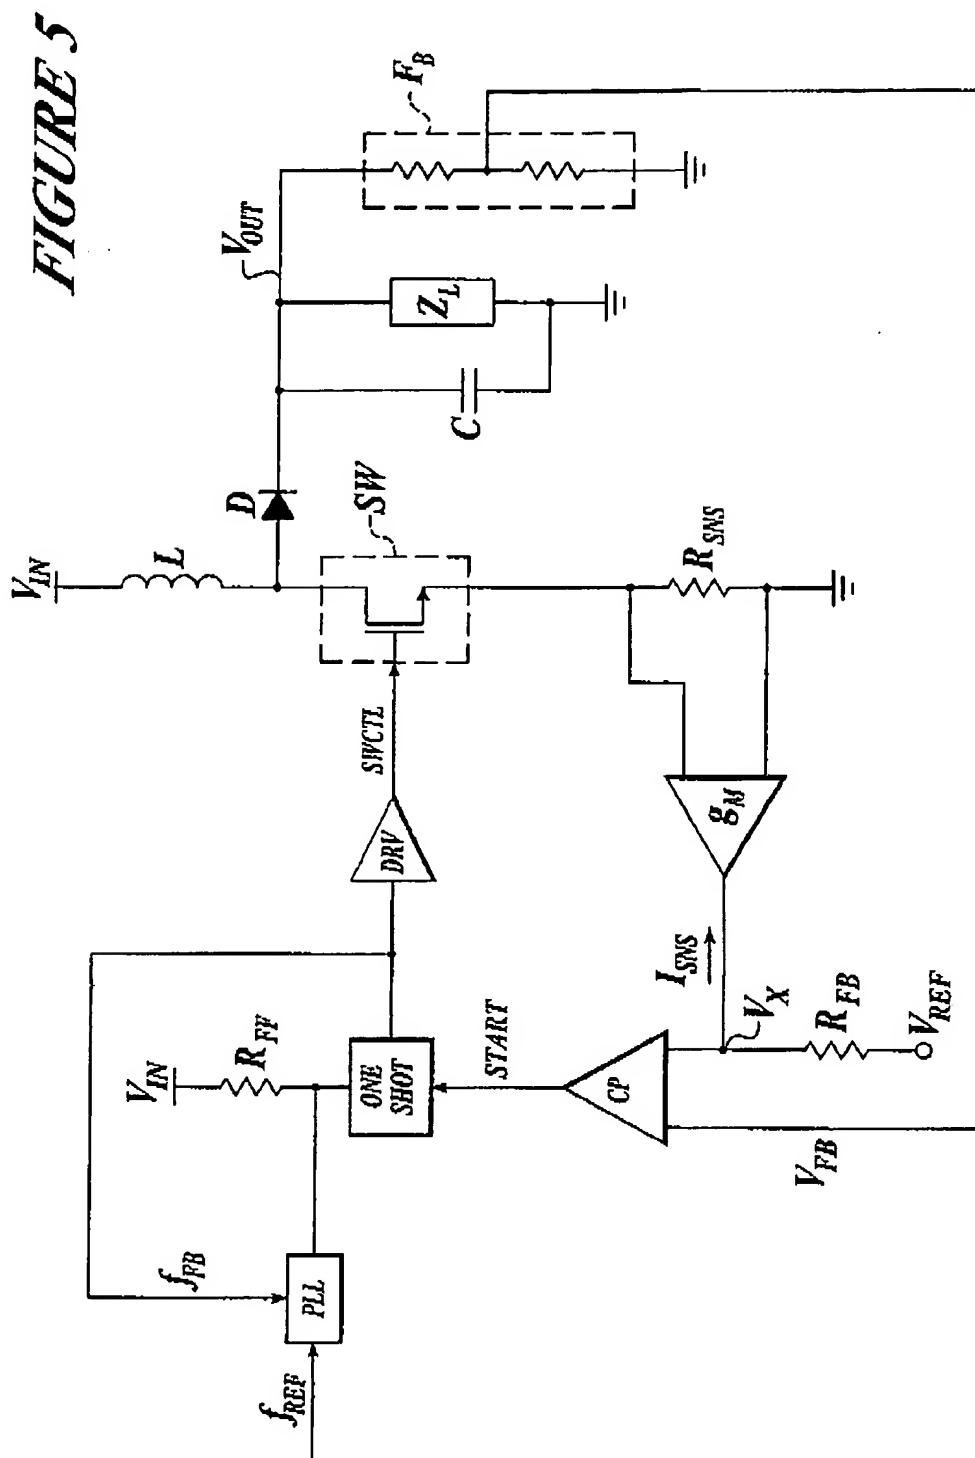 FIGURE 5
V_IN
L
D
V_OUT
F_B
Z_L
C
SW
SWCTL
DRV
R_SNS
g_M
I_SNS
V_X
R_FB
V_REF
V_IN
R_FF
ONE
SHOT
START
CP
V_FB
f_FB
PLL
f_REF